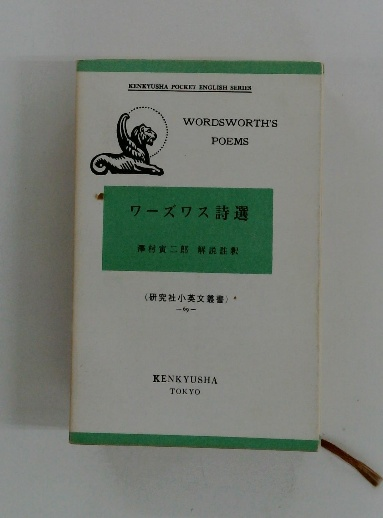 KENKYUSHA POCKET ENGLISH SERIES
WORDSWORTH'S
POEMS
ワーズワス詩選
澤村寅二郎 解説註釈
(研究社小英文叢書)
—69—
KENKYUSHA
TOKYO